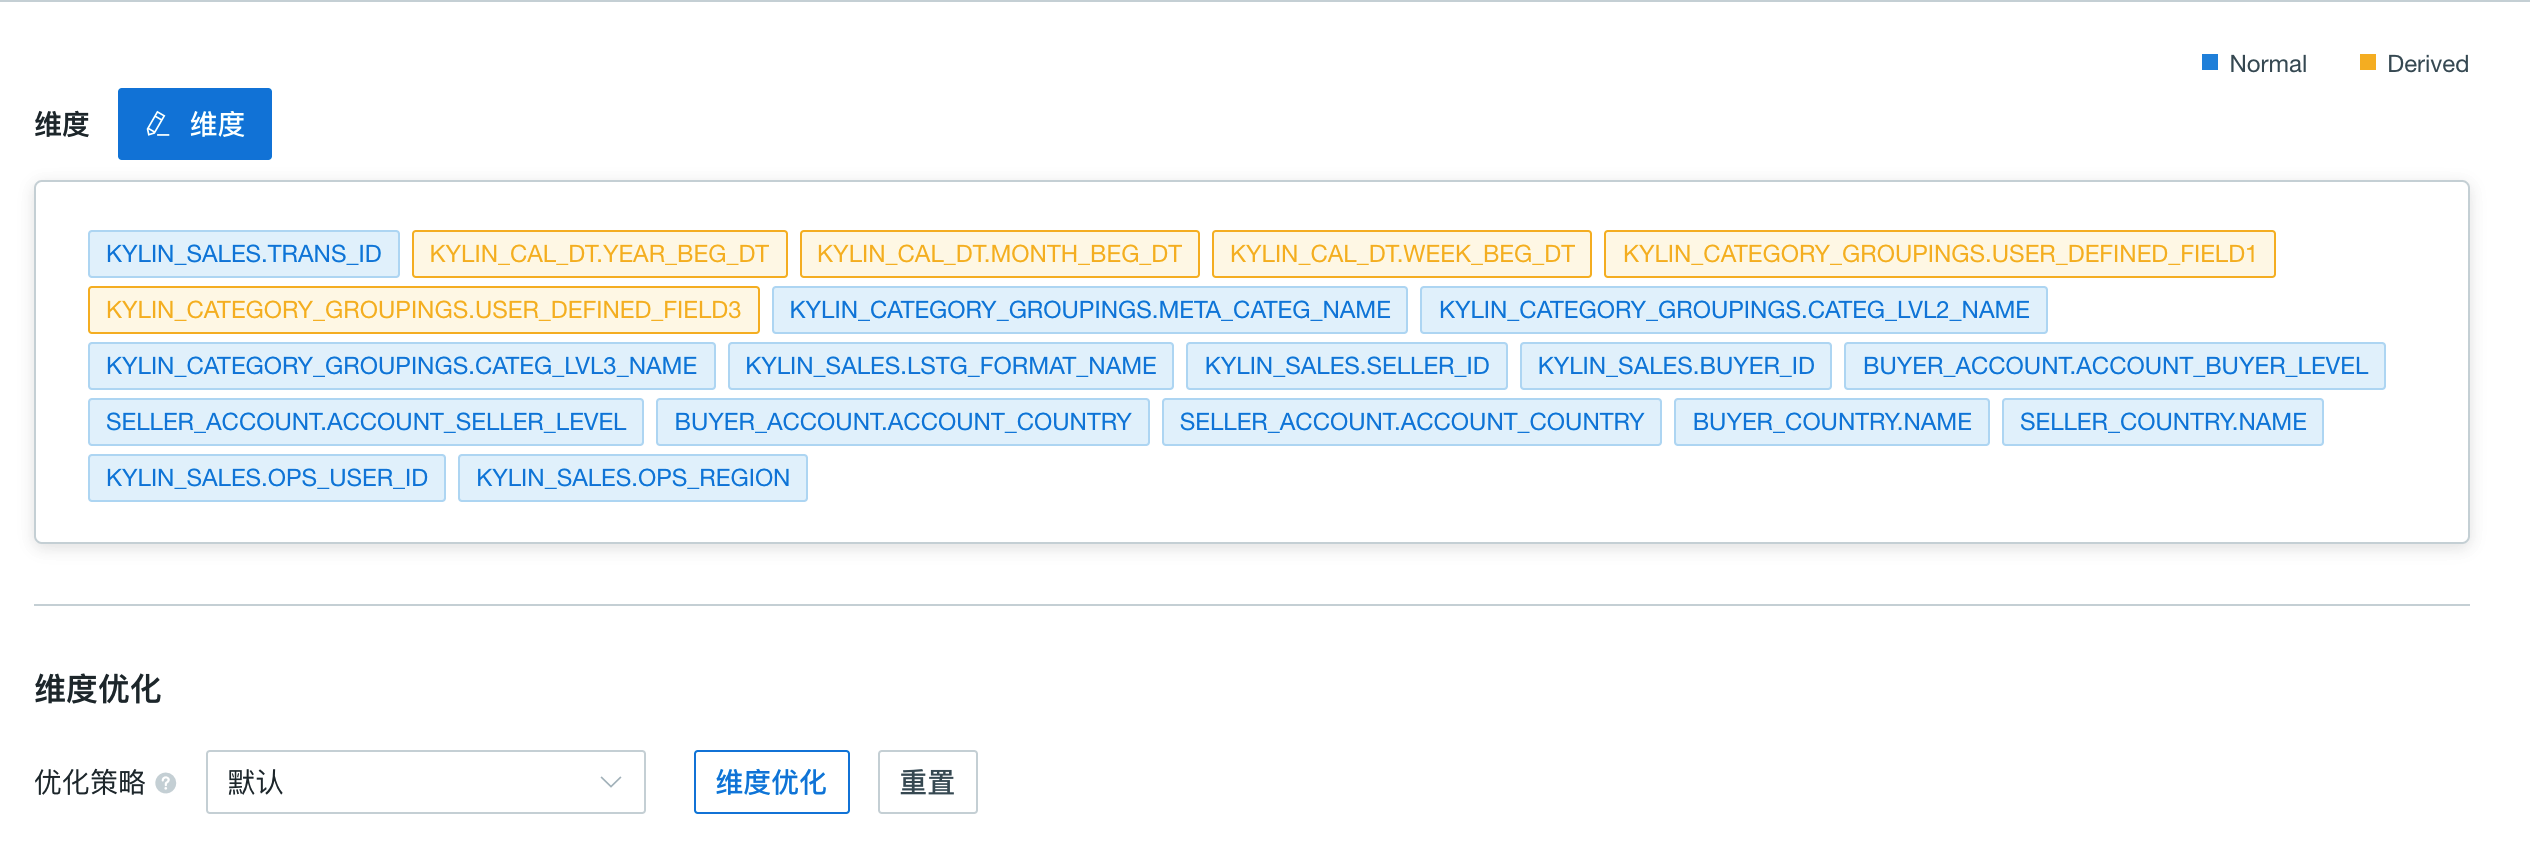 Normal Derived
维度 维度
KYLIN_SALES.TRANS_ID KYLIN_CAL_DT.YEAR_BEG_DT KYLIN_CAL_DT.MONTH_BEG_DT KYLIN_CAL_DT.WEEK_BEG_DT KYLIN_CATEGORY_GROUPINGS.USER_DEFINED_FIELD1
KYLIN_CATEGORY_GROUPINGS.USER_DEFINED_FIELD3 KYLIN_CATEGORY_GROUPINGS.META_CATEG_NAME KYLIN_CATEGORY_GROUPINGS.CATEG_LVL2_NAME
KYLIN_CATEGORY_GROUPINGS.CATEG_LVL3_NAME KYLIN_SALES.LSTG_FORMAT_NAME KYLIN_SALES.SELLER_ID KYLIN_SALES.BUYER_ID BUYER_ACCOUNT.ACCOUNT_BUYER_LEVEL
SELLER_ACCOUNT.ACCOUNT_SELLER_LEVEL BUYER_ACCOUNT.ACCOUNT_COUNTRY SELLER_ACCOUNT.ACCOUNT_COUNTRY BUYER_COUNTRY.NAME SELLER_COUNTRY.NAME
KYLIN_SALES.OPS_USER_ID KYLIN_SALES.OPS_REGION
维度优化
优化策略 ? 默认 维度优化 重置